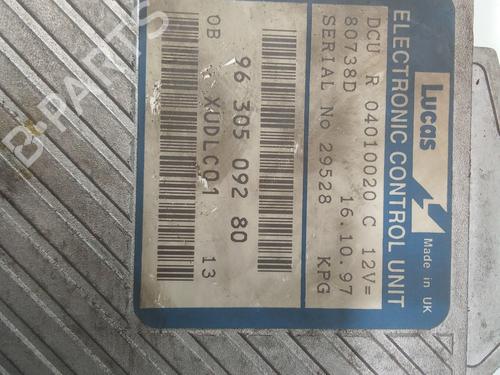 Lucas
Made in UK
ELECTRONIC CONTROL UNIT
DCU R 04010020 C 12V=
80738D 16.10.97
SERIAL No 29528 KPG
96 305 092 80
0B XUDLC01 13
B-PARTS